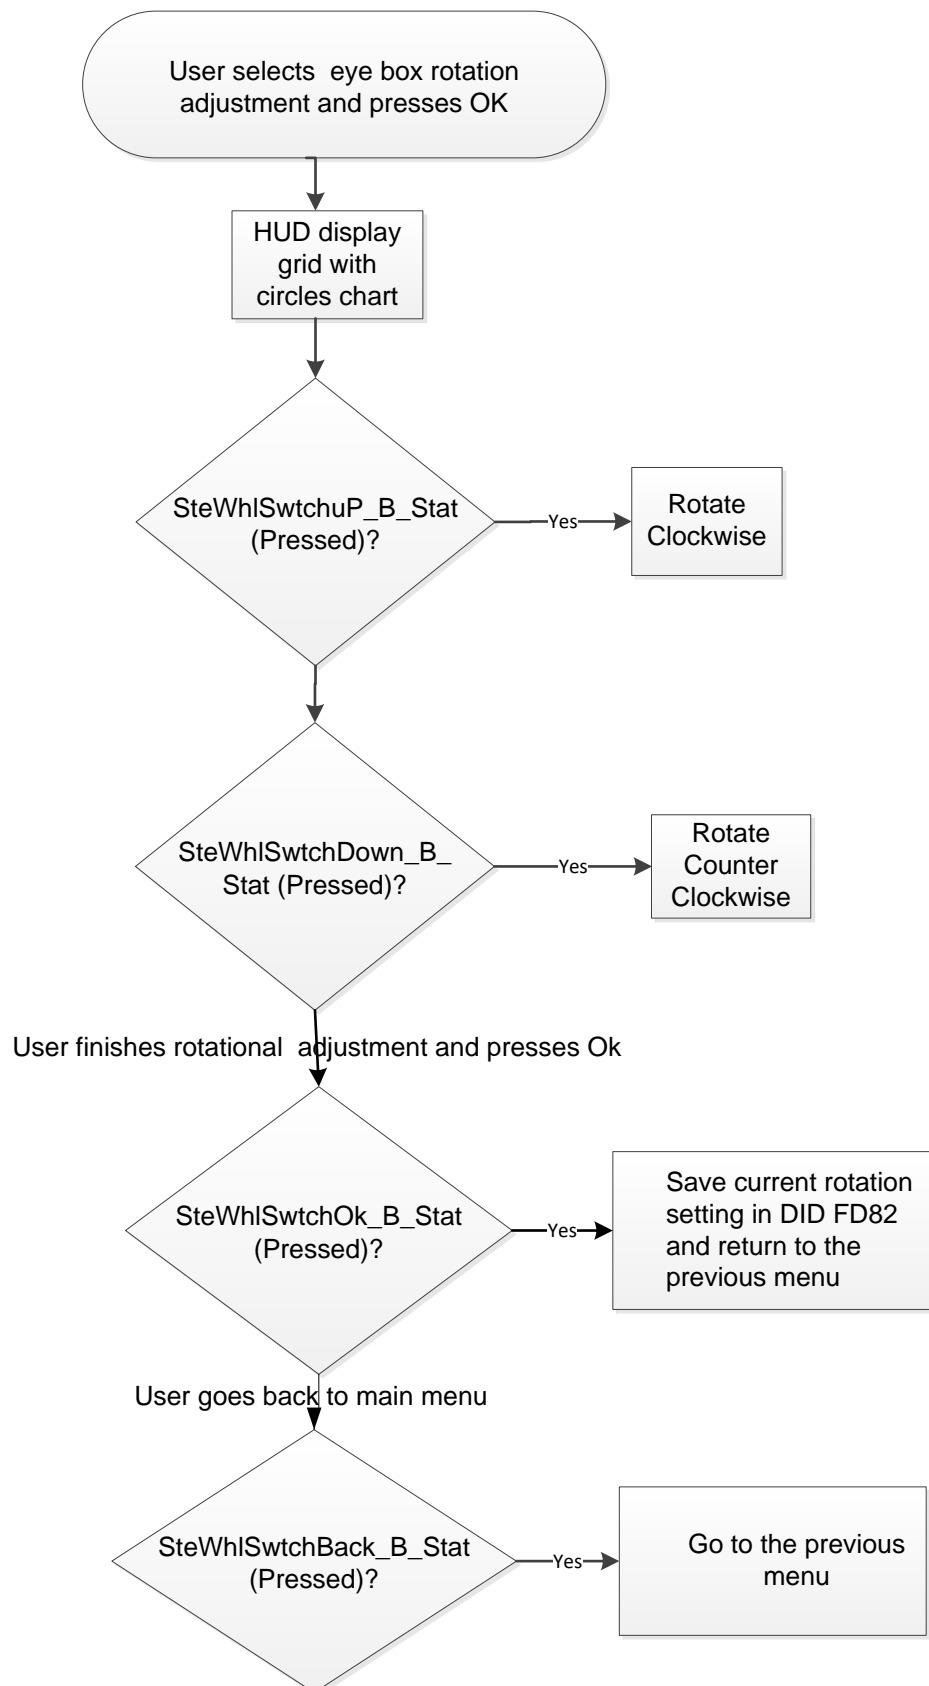 User selects  eye box rotation
adjustment and presses OK
HUD display
grid with
circles chart
SteWhlSwtchuP_B_Stat
(Pressed)?
Yes
Rotate
Clockwise
SteWhlSwtchDown_B_
Stat (Pressed)?
Yes
Rotate
Counter
Clockwise
User finishes rotational  adjustment and presses Ok
SteWhlSwtchOk_B_Stat
(Pressed)?
Yes
Save current rotation
setting in DID FD82
and return to the
previous menu
User goes back to main menu
SteWhlSwtchBack_B_Stat
(Pressed)?
Yes
Go to the previous
menu